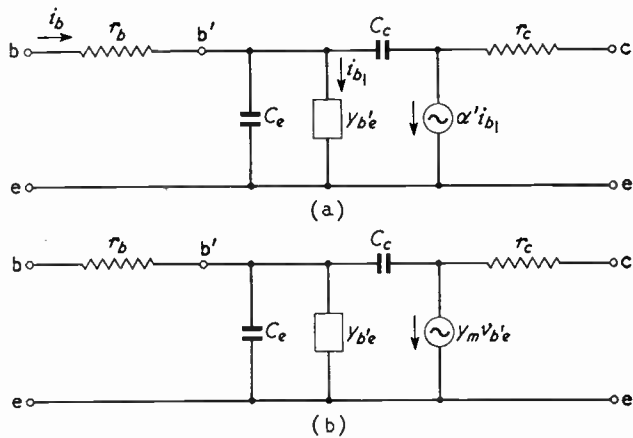 i_b r_b b' C_c r_c
b c
i_b1
C_e y_b'e α'i_b1
e e
(a)
r_b b' C_c r_c
b c
C_e y_b'e y_m v_b'e
e e
(b)